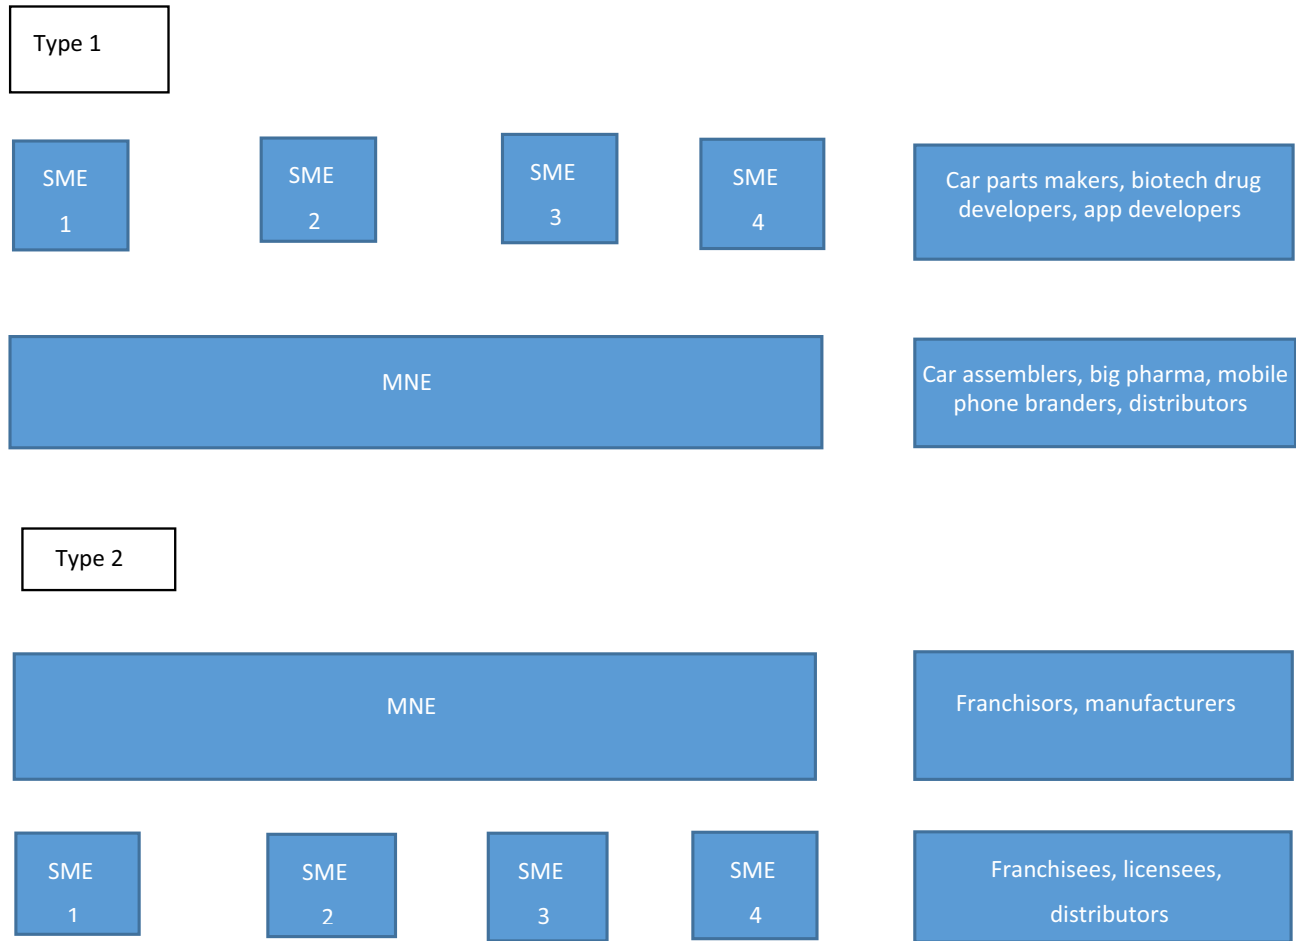 Type 1
SME
1
SME
2
SME
3
SME
4
Car parts makers, biotech drug
developers, app developers
MNE
Car assemblers, big pharma, mobile
phone branders, distributors
Type 2
MNE
Franchisors, manufacturers
SME
1
SME
2
SME
3
SME
4
Franchisees, licensees,
distributors